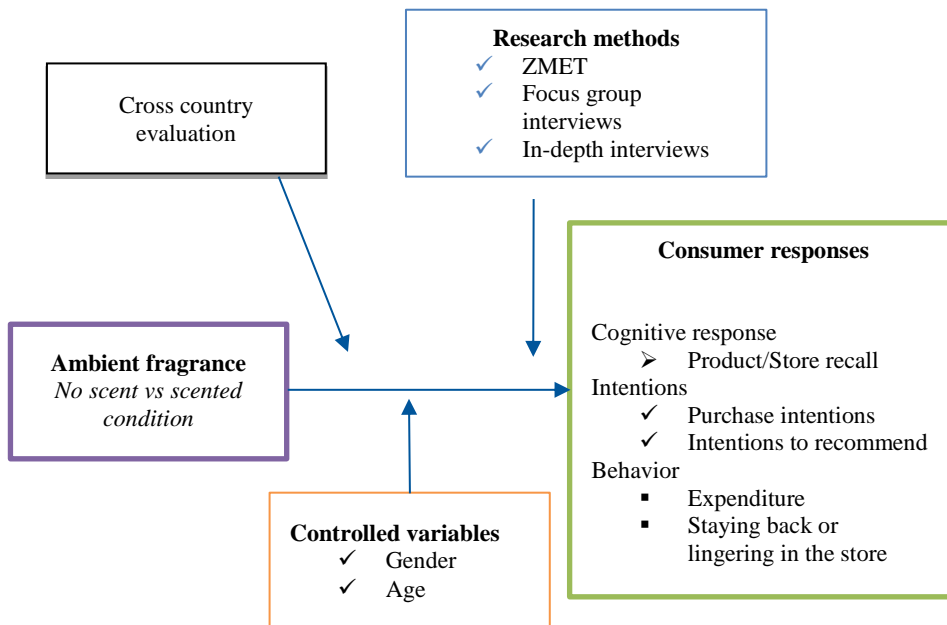 Research methods
✓ ZMET
✓ Focus group
interviews
✓ In-depth interviews
Cross country
evaluation
Consumer responses
Cognitive response
➢ Product/Store recall
Intentions
✓ Purchase intentions
✓ Intentions to recommend
Behavior
▪ Expenditure
▪ Staying back or
lingering in the store
Ambient fragrance
No scent vs scented
condition
Controlled variables
✓ Gender
✓ Age